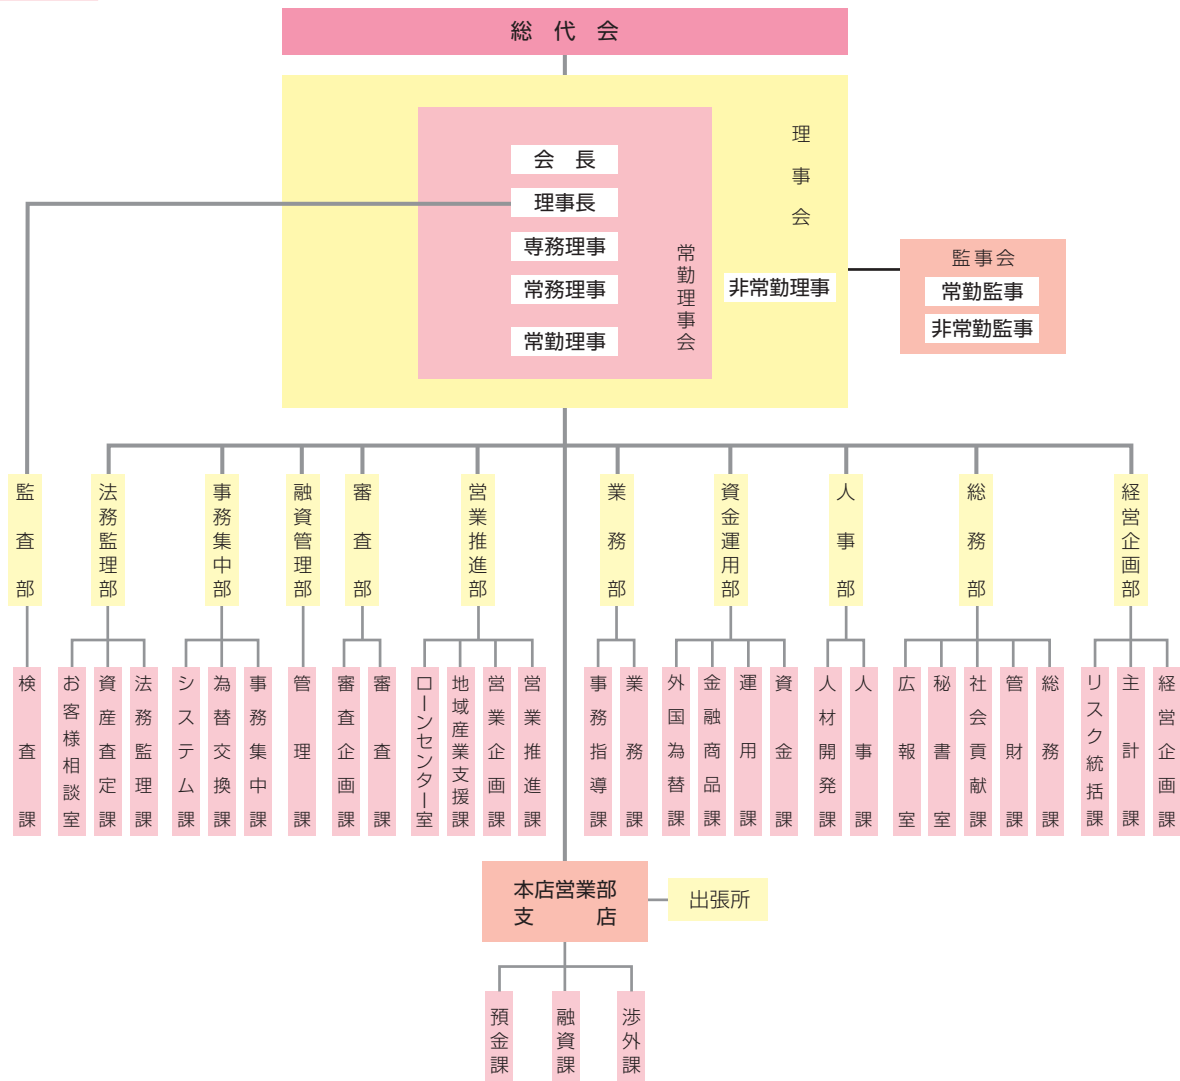 総代会
会長
理事長
専務理事
常務理事
常勤理事
常勤理事会
理事会
非常勤理事
監事会
常勤監事
非常勤監事
監査部
法務監理部
事務集中部
融資管理部
審査部
営業推進部
業務部
資金運用部
人事部
総務部
経営企画部
検査課
お客様相談室
資産査定課
法務監理課
システム課
為替交換課
事務集中課
管理課
審査企画課
審査課
ローンセンター室
地域産業支援課
営業企画課
営業推進課
事務指導課
業務課
外国為替課
金融商品課
運用課
資金課
人材開発課
人事課
広報室
秘書室
社会貢献課
管財課
総務課
リスク統括課
主計課
経営企画課
本店営業部
支店
出張所
預金課
融資課
渉外課